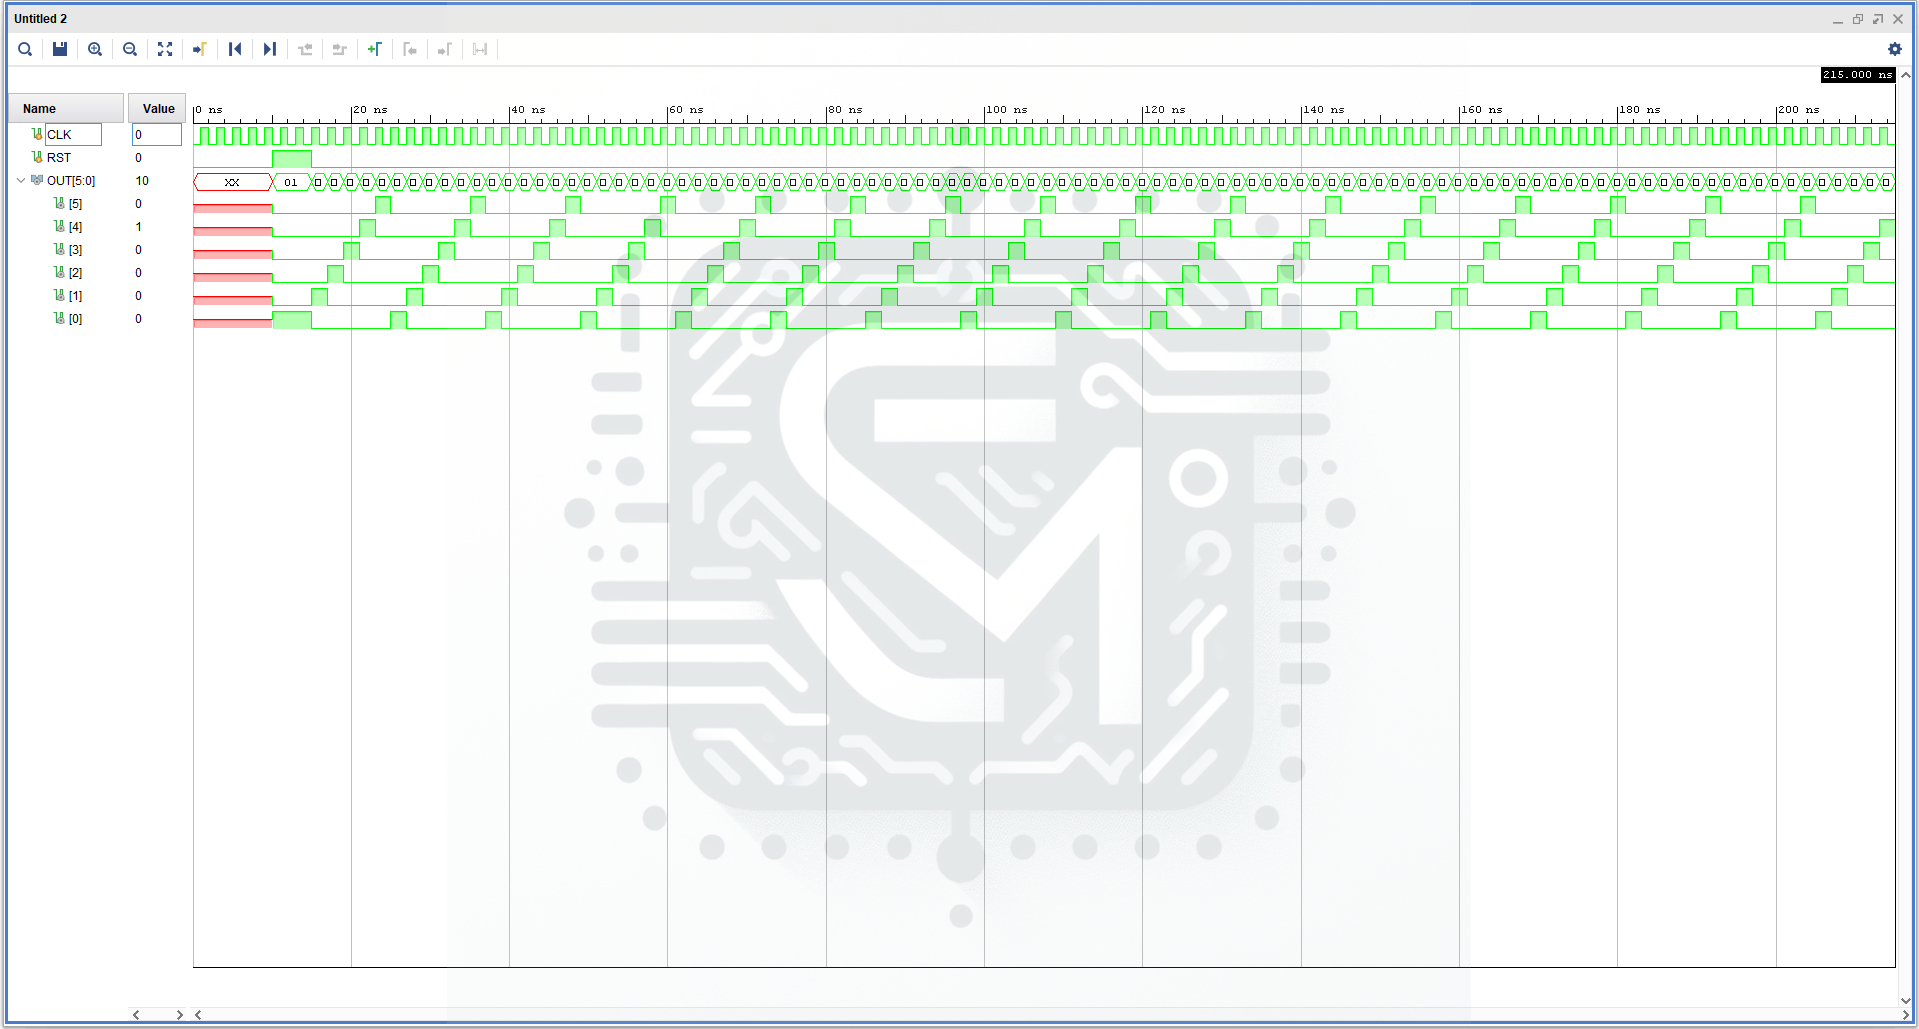 Untitled 2
215.000 ns
Name Value
0 ns 20 ns 40 ns 60 ns 80 ns 100 ns 120 ns 140 ns 160 ns 180 ns 200 ns
CLK 0
RST 0
OUT[5:0] 10 XX 01
[5] 0
[4] 1
[3] 0
[2] 0
[1] 0
[0] 0